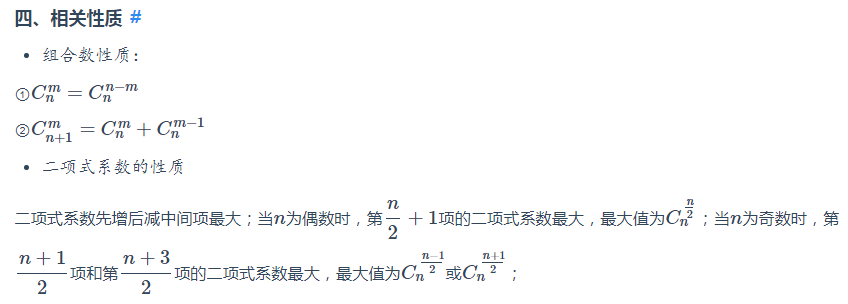 四、相关性质 #
• 组合数性质：
①$C_n^m = C_n^{n-m}$
②$C_{n+1}^m = C_n^m + C_n^{m-1}$
• 二项式系数的性质
二项式系数先增后减中间项最大；当$n$为偶数时，第$\frac{n}{2}+1$项的二项式系数最大，最大值为$C_n^{\frac{n}{2}}$；当$n$为奇数时，第
$\frac{n+1}{2}$项和第$\frac{n+3}{2}$项的二项式系数最大，最大值为$C_n^{\frac{n-1}{2}}$或$C_n^{\frac{n+1}{2}}$；